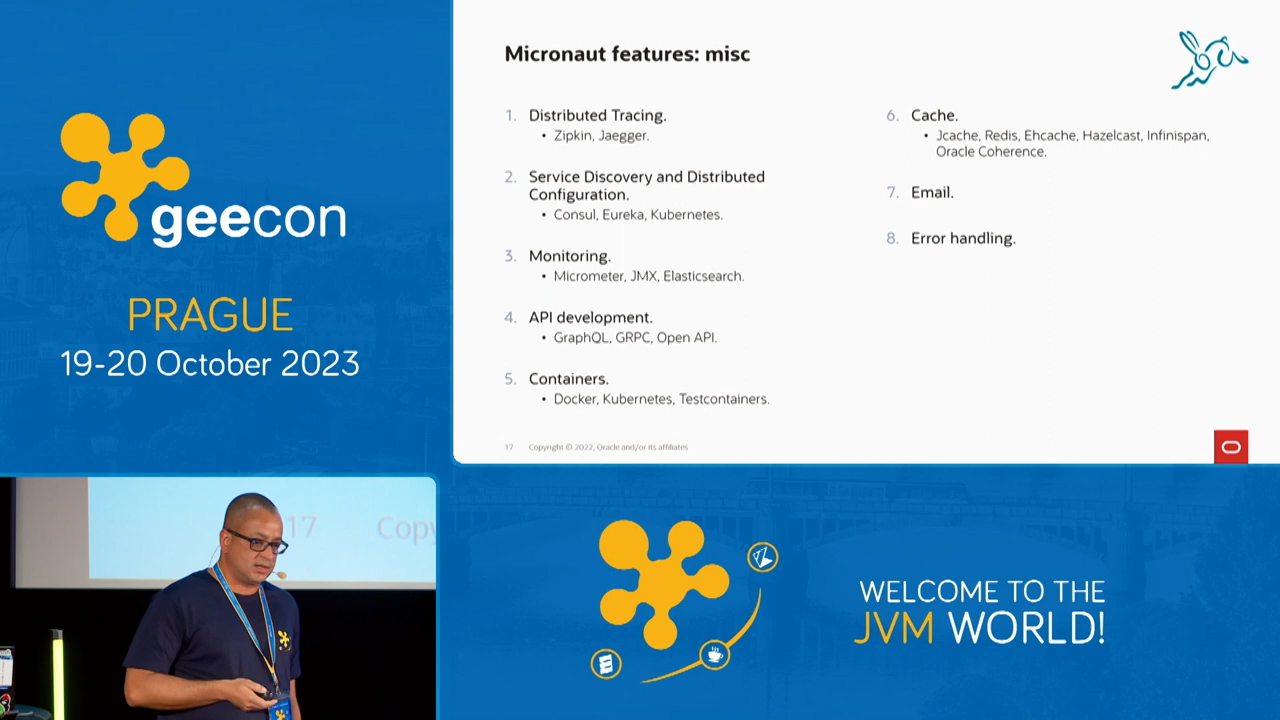 geecon
PRAGUE
19-20 October 2023
Micronaut features: misc
1. Distributed Tracing.
• Zipkin, Jaegger.
2. Service Discovery and Distributed
Configuration.
• Consul, Eureka, Kubernetes.
3. Monitoring.
• Micrometer, JMX, Elasticsearch.
4. API development.
• GraphQL, GRPC, Open API.
5. Containers.
• Docker, Kubernetes, Testcontainers.
6. Cache.
• Jcache, Redis, Ehcache, Hazelcast, Infinispan,
Oracle Coherence.
7. Email.
8. Error handling.
17 Copyright © 2022, Oracle and/or its affiliates
17 Copy
WELCOME TO THE
JVM WORLD!